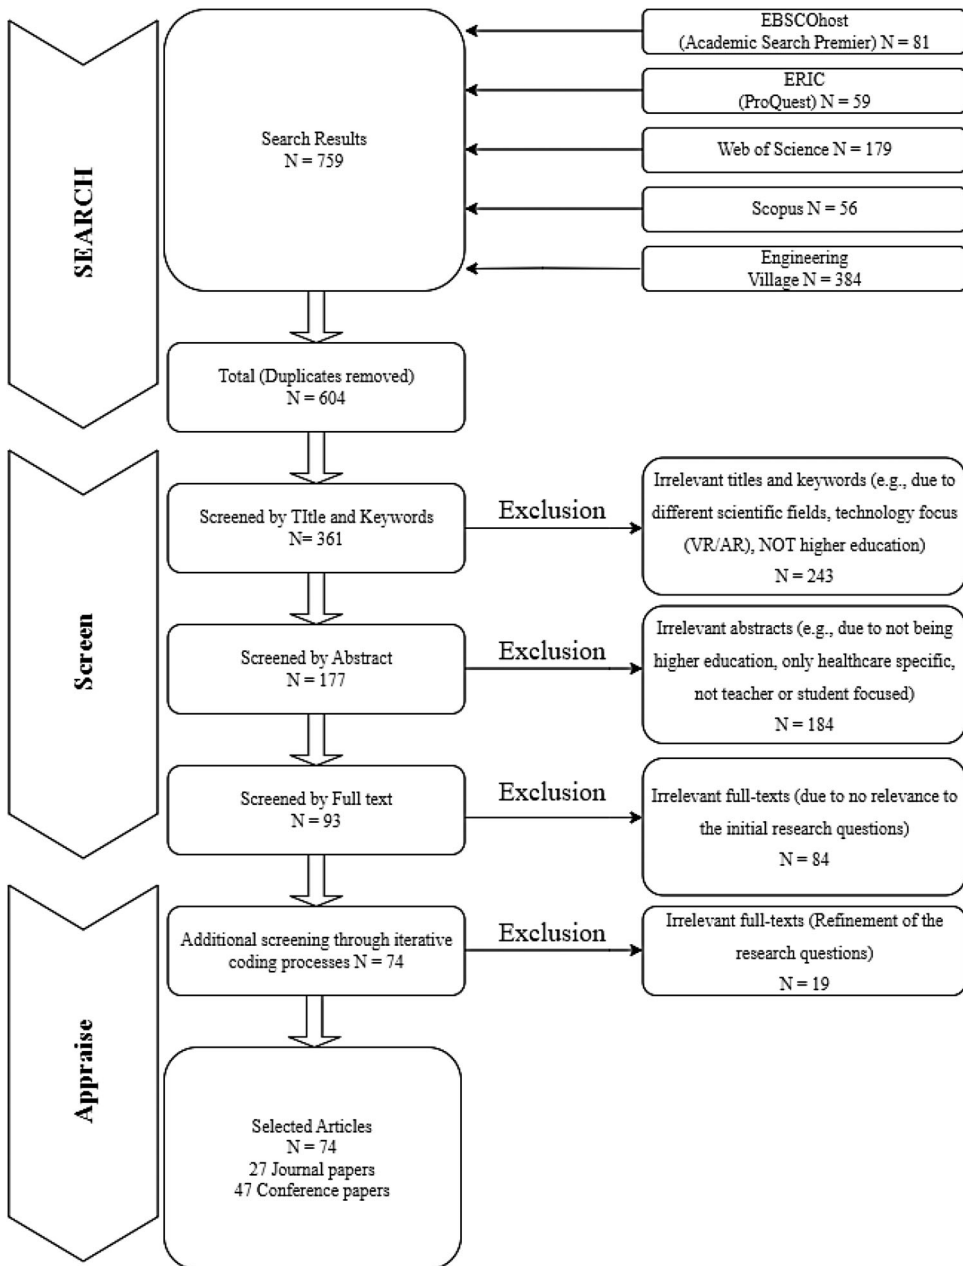 SEARCH
Search Results
N = 759
EBSCOhost
(Academic Search Premier) N = 81
ERIC
(ProQuest) N = 59
Web of Science N = 179
Scopus N = 56
Engineering
Village N = 384
Total (Duplicates removed)
N = 604
Screen
Screened by TItle and Keywords
N= 361
Exclusion
Irrelevant titles and keywords (e.g., due to
different scientific fields, technology focus
(VR/AR), NOT higher education)
N = 243
Screened by Abstract
N = 177
Exclusion
Irrelevant abstracts (e.g., due to not being
higher education, only healthcare specific,
not teacher or student focused)
N = 184
Screened by Full text
N = 93
Exclusion
Irrelevant full-texts (due to no relevance to
the initial research questions)
N = 84
Appraise
Additional screening through iterative
coding processes N = 74
Exclusion
Irrelevant full-texts (Refinement of the
research questions)
N = 19
Selected Articles
N = 74
27 Journal papers
47 Conference papers